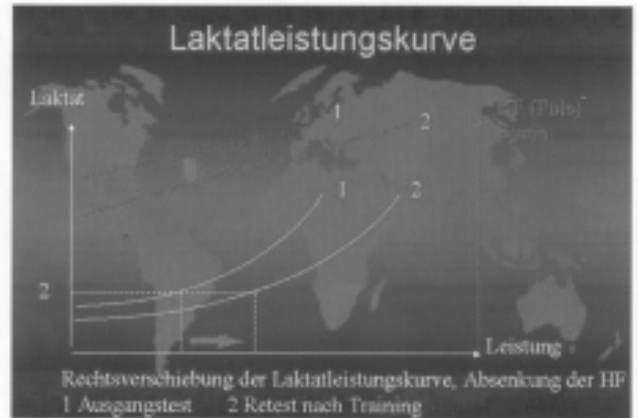 Laktatleistungskurve
Laktat
1
2
(Puls)
1
2
2
Leistung
Rechtsverschiebung der Laktatleistungskurve, Absenkung der HF
1 Ausgangstest 2 Retest nach Training